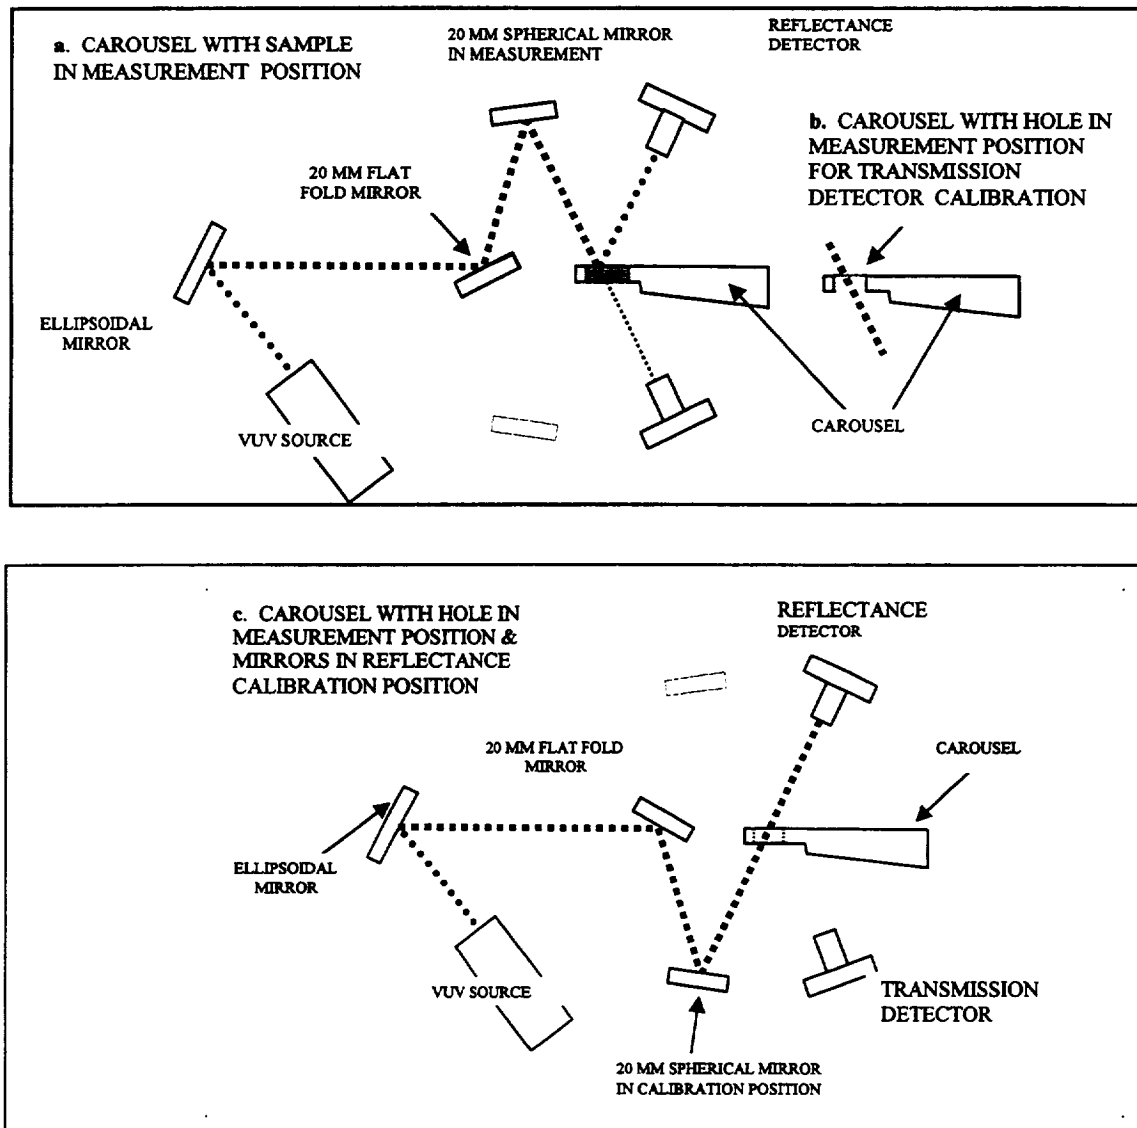 a. CAROUSEL WITH SAMPLE
IN MEASUREMENT POSITION
20 MM SPHERICAL MIRROR
IN MEASUREMENT
REFLECTANCE
DETECTOR
b. CAROUSEL WITH HOLE IN
MEASUREMENT POSITION
FOR TRANSMISSION
DETECTOR CALIBRATION
20 MM FLAT
FOLD MIRROR
ELLIPSOIDAL
MIRROR
VUV SOURCE
CAROUSEL
c. CAROUSEL WITH HOLE IN
MEASUREMENT POSITION &
MIRRORS IN REFLECTANCE
CALIBRATION POSITION
REFLECTANCE
DETECTOR
20 MM FLAT FOLD
MIRROR
CAROUSEL
ELLIPSOIDAL
MIRROR
VUV SOURCE
TRANSMISSION
DETECTOR
20 MM SPHERICAL MIRROR
IN CALIBRATION POSITION